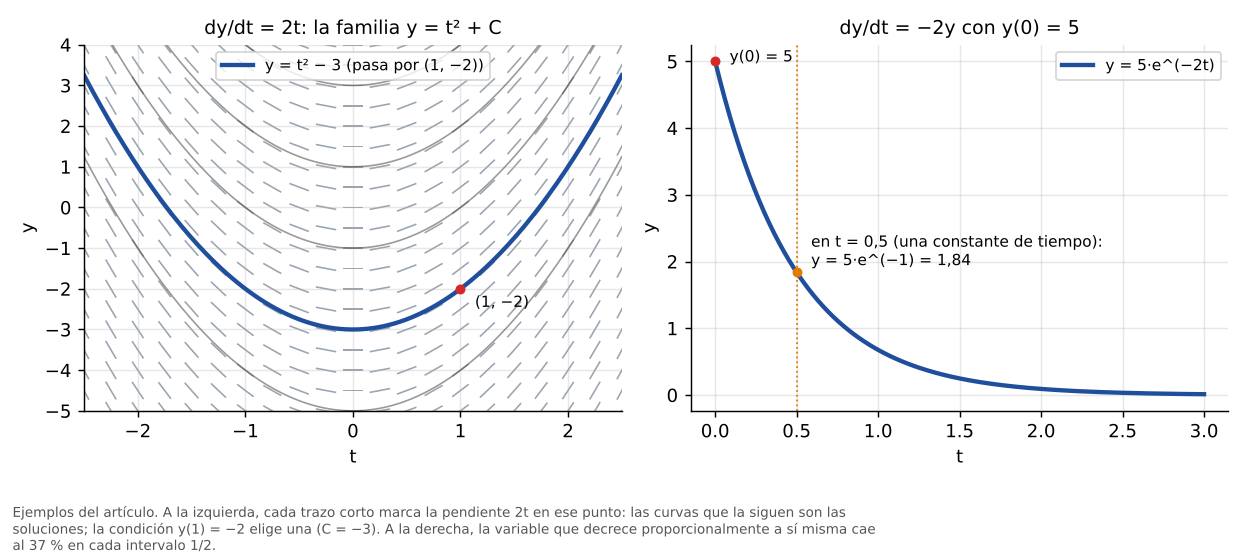 dy/dt = 2t: la familia y = t² + C
y = t² − 3 (pasa por (1, −2))
(1, −2)
4
3
2
1
0
−1
−2
−3
−4
−5
y
−2
−1
0
1
2
t
dy/dt = −2y con y(0) = 5
y(0) = 5
y = 5·e^(−2t)
en t = 0,5 (una constante de tiempo):
y = 5·e^(−1) = 1,84
5
4
3
2
1
0
y
0.0
0.5
1.0
1.5
2.0
2.5
3.0
t
Ejemplos del artículo. A la izquierda, cada trazo corto marca la pendiente 2t en ese punto: las curvas que la siguen son las
soluciones; la condición y(1) = −2 elige una (C = −3). A la derecha, la variable que decrece proporcionalmente a sí misma cae
al 37 % en cada intervalo 1/2.